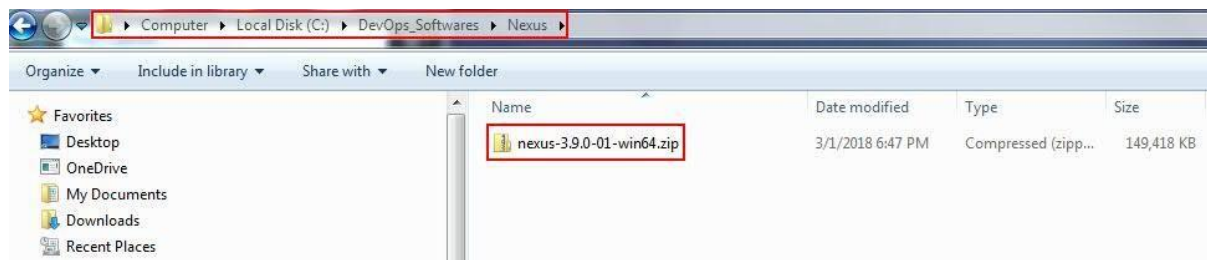 Computer ▸ Local Disk (C:) ▸ DevOps_Softwares ▸ Nexus ▸
Organize ▾ Include in library ▾ Share with ▾ New folder
Favorites
Desktop
OneDrive
My Documents
Downloads
Recent Places
Name Date modified Type Size
nexus-3.9.0-01-win64.zip 3/1/2018 6:47 PM Compressed (zipp... 149,418 KB